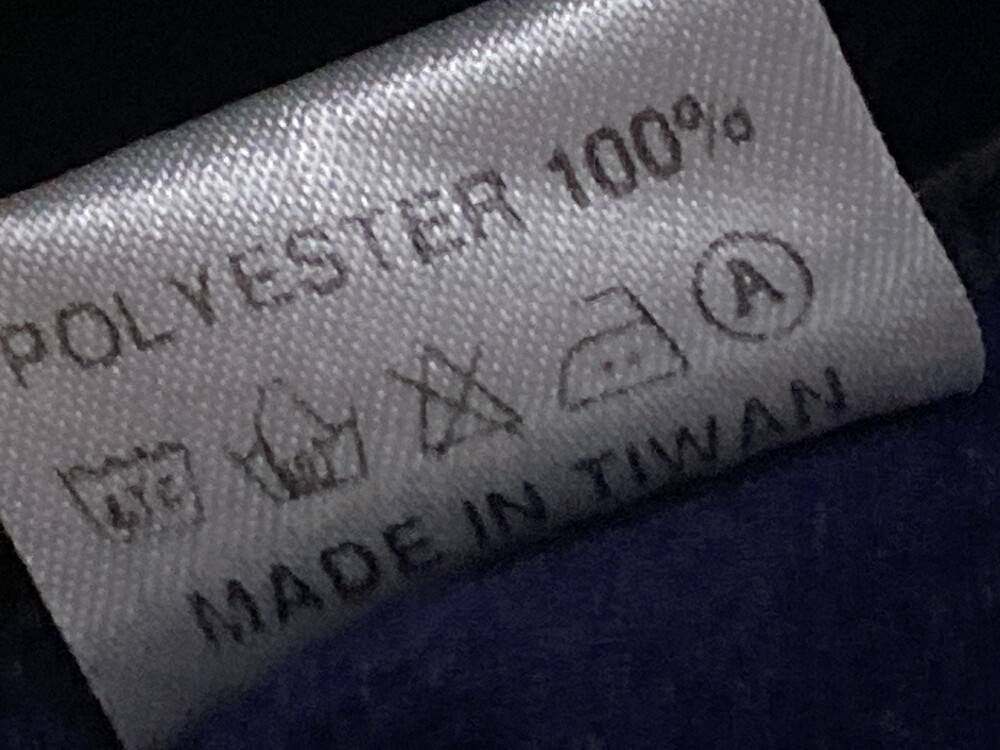 POLYESTER 100%
A
MADE IN TIWAN